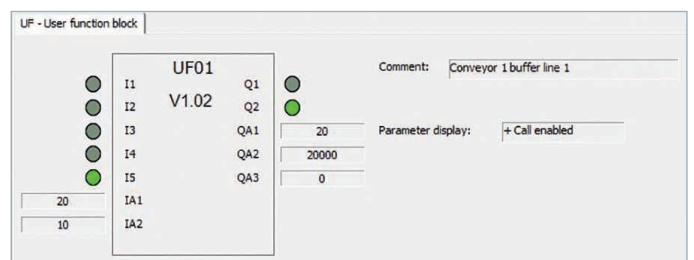 UF - User function block
UF01
V1.02
I1
I2
I3
I4
I5
IA1
IA2
20
10
Q1
Q2
QA1
QA2
QA3
20
20000
0
Comment: Conveyor 1 buffer line 1
Parameter display: + Call enabled